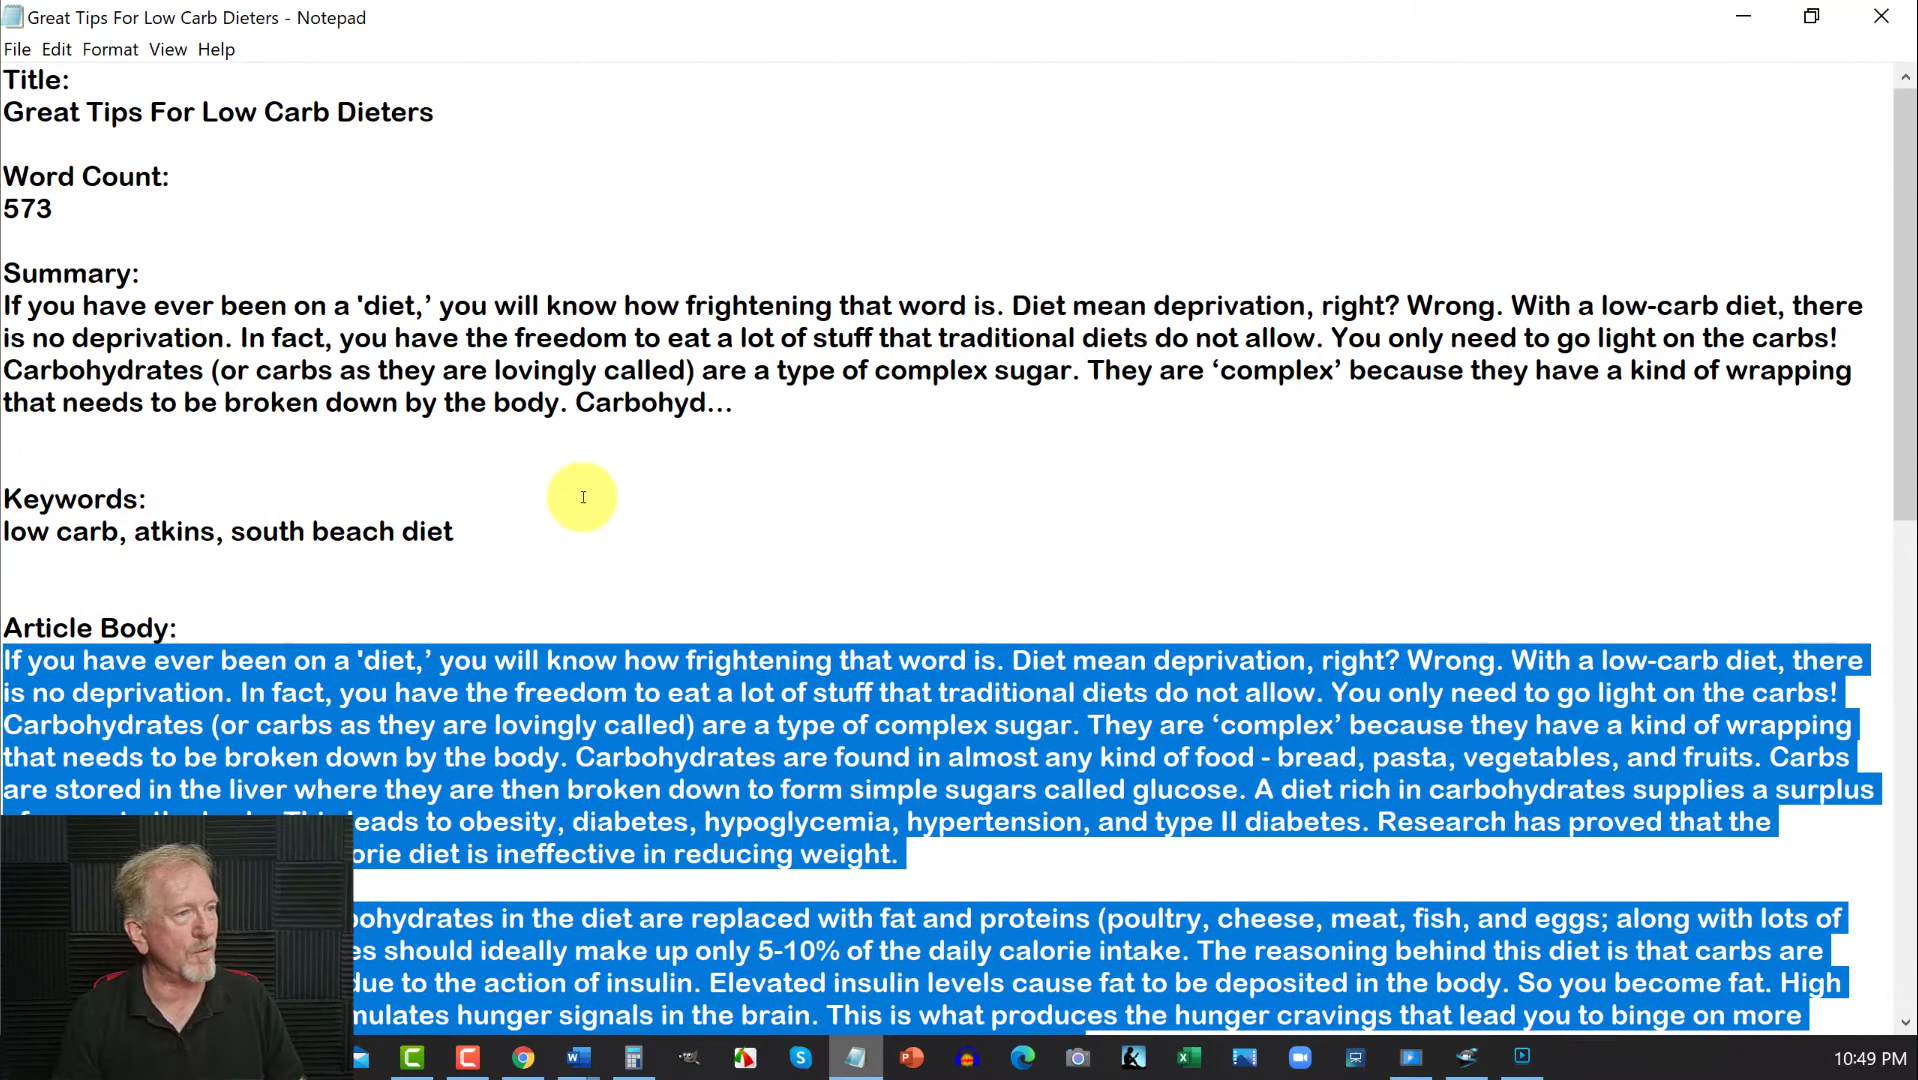 Great Tips For Low Carb Dieters - Notepad
File Edit Format View Help
Title:
Great Tips For Low Carb Dieters
Word Count:
573
Summary:
If you have ever been on a 'diet,’ you will know how frightening that word is. Diet mean deprivation, right? Wrong. With a low-carb diet, there
is no deprivation. In fact, you have the freedom to eat a lot of stuff that traditional diets do not allow. You only need to go light on the carbs!
Carbohydrates (or carbs as they are lovingly called) are a type of complex sugar. They are ‘complex’ because they have a kind of wrapping
that needs to be broken down by the body. Carbohyd...
Keywords:
low carb, atkins, south beach diet
Article Body:
If you have ever been on a 'diet,’ you will know how frightening that word is. Diet mean deprivation, right? Wrong. With a low-carb diet, there
is no deprivation. In fact, you have the freedom to eat a lot of stuff that traditional diets do not allow. You only need to go light on the carbs!
Carbohydrates (or carbs as they are lovingly called) are a type of complex sugar. They are ‘complex’ because they have a kind of wrapping
that needs to be broken down by the body. Carbohydrates are found in almost any kind of food - bread, pasta, vegetables, and fruits. Carbs
are stored in the liver where they are then broken down to form simple sugars called glucose. A diet rich in carbohydrates supplies a surplus
leads to obesity, diabetes, hypoglycemia, hypertension, and type II diabetes. Research has proved that the
orie diet is ineffective in reducing weight.
bohydrates in the diet are replaced with fat and proteins (poultry, cheese, meat, fish, and eggs; along with lots of
es should ideally make up only 5-10% of the daily calorie intake. The reasoning behind this diet is that carbs are
due to the action of insulin. Elevated insulin levels cause fat to be deposited in the body. So you become fat. High
mulates hunger signals in the brain. This is what produces the hunger cravings that lead you to binge on more
10:49 PM